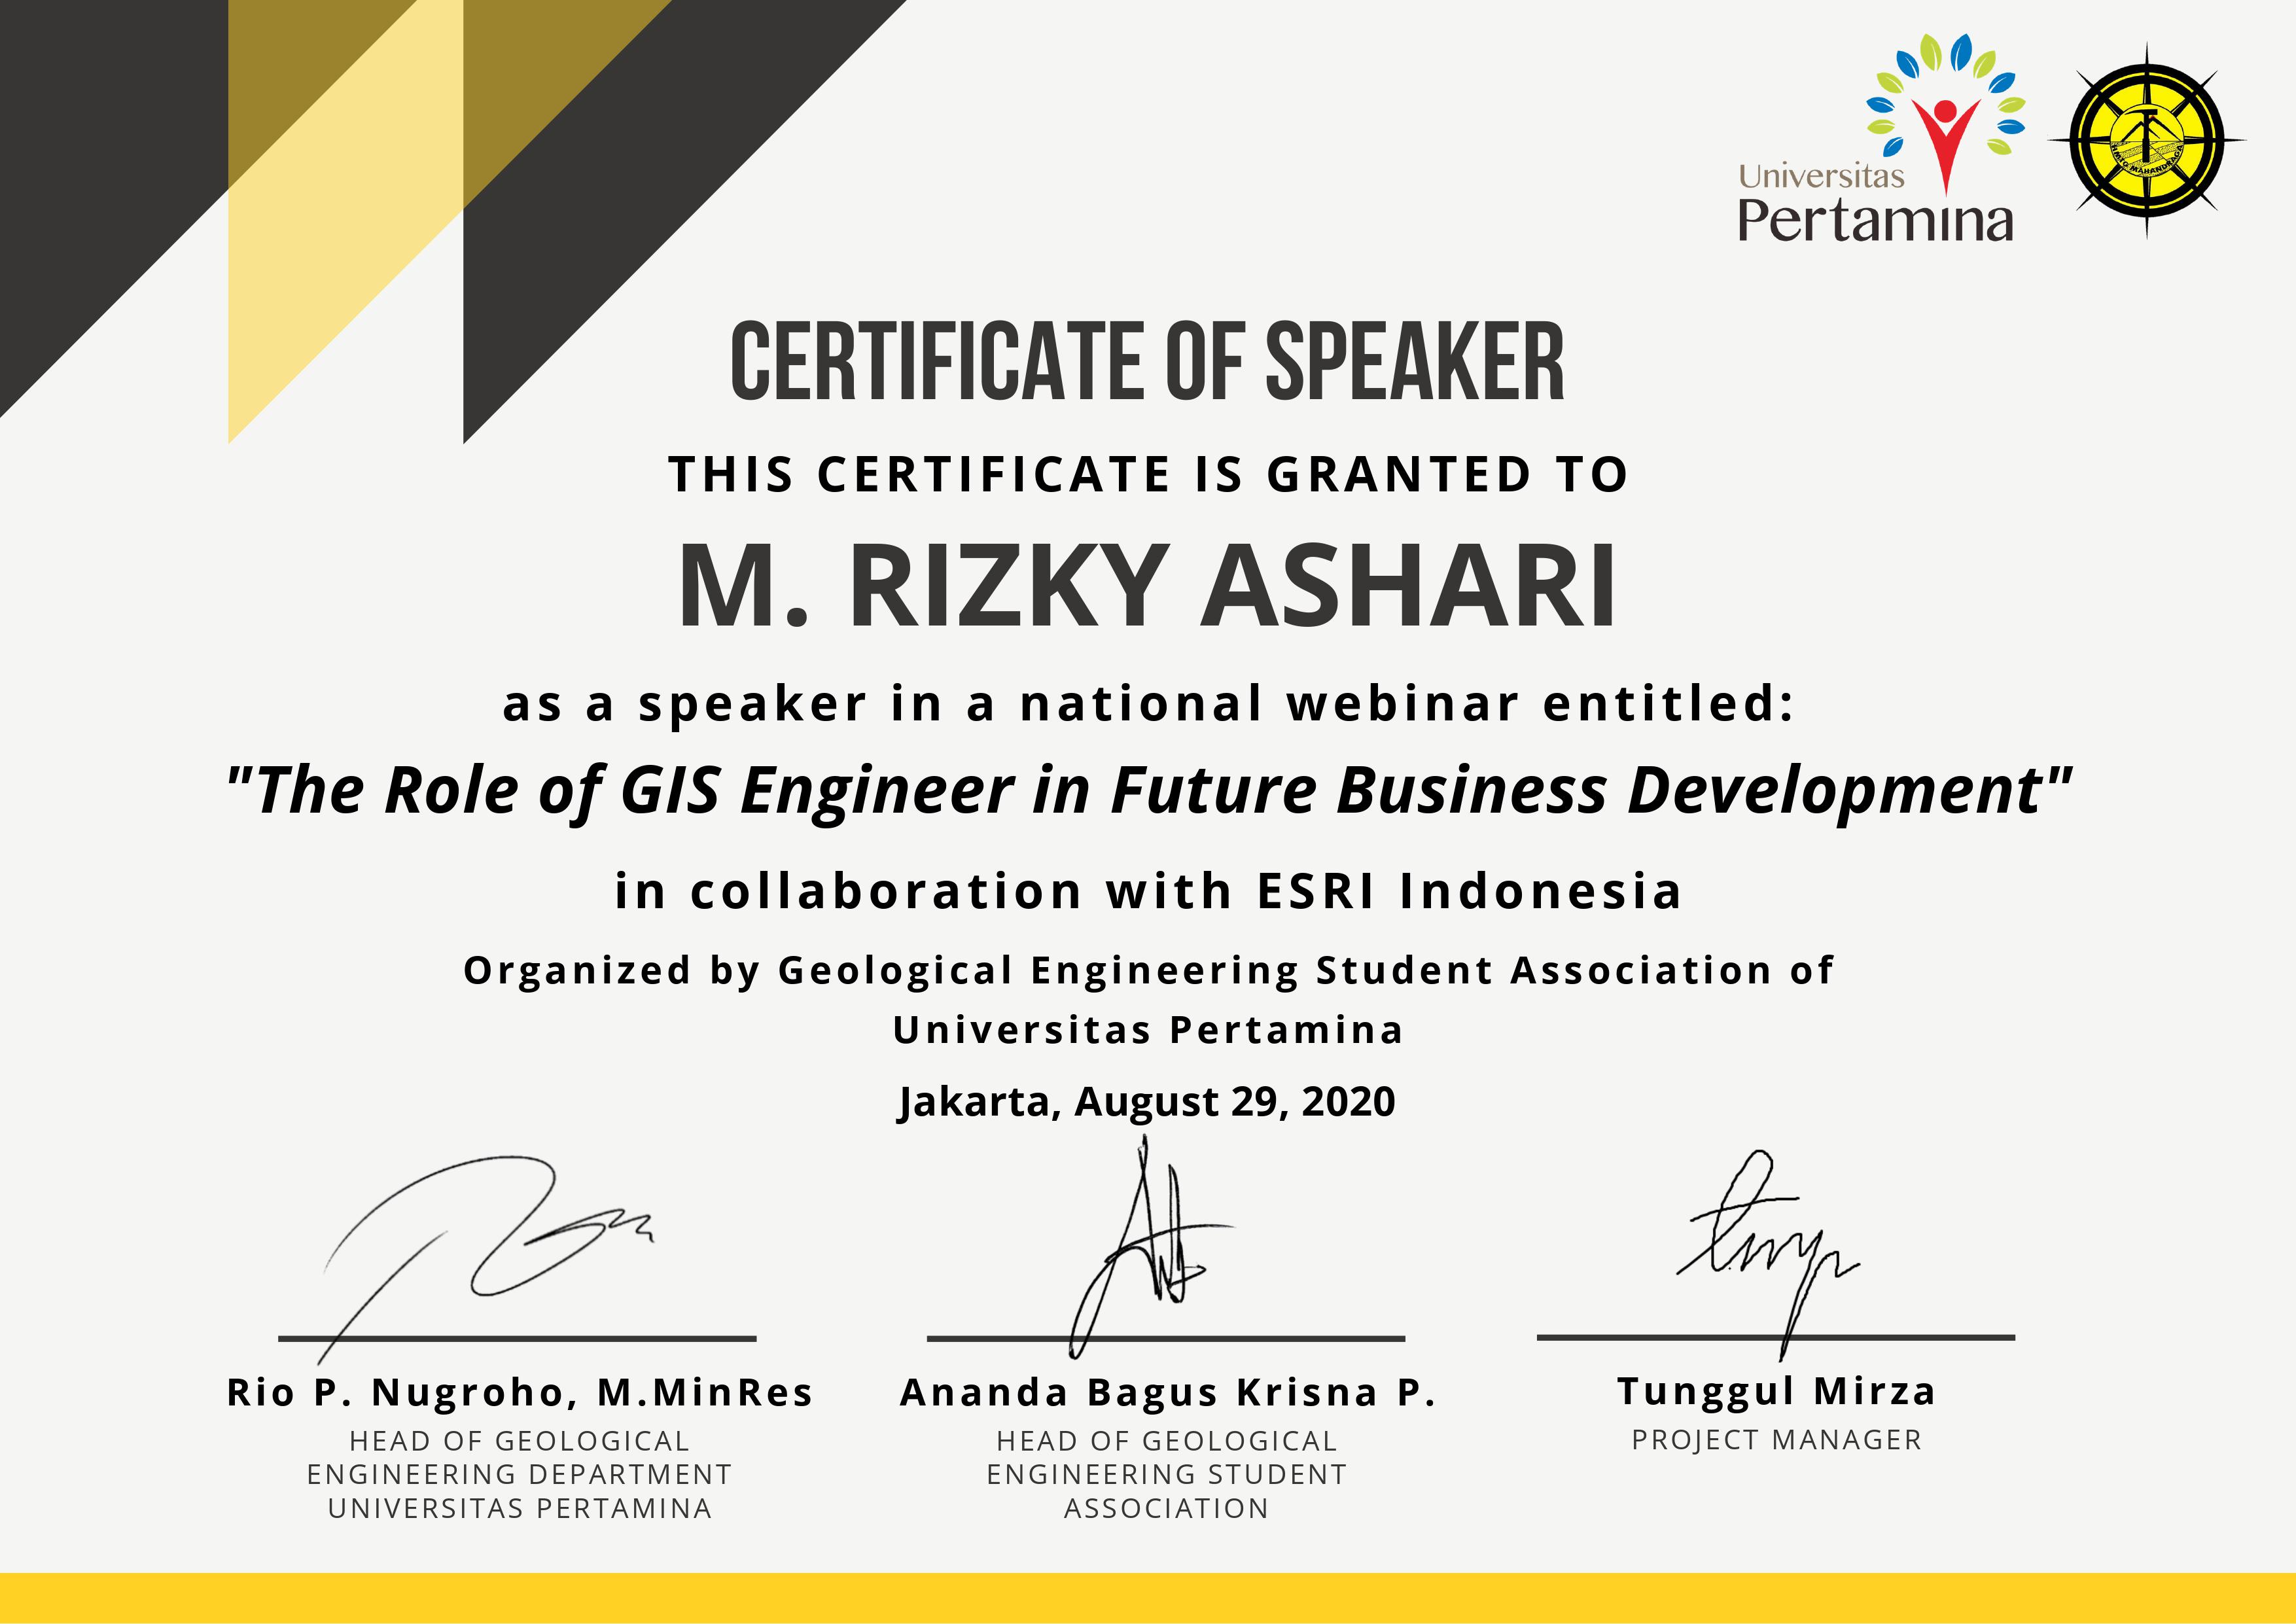 Universitas
Pertamina
HMTG MAHANDRAGA
CERTIFICATE OF SPEAKER
THIS CERTIFICATE IS GRANTED TO
M. RIZKY ASHARI
as a speaker in a national webinar entitled:
"The Role of GIS Engineer in Future Business Development"
in collaboration with ESRI Indonesia
Organized by Geological Engineering Student Association of
Universitas Pertamina
Jakarta, August 29, 2020
Rio P. Nugroho, M.MinRes
HEAD OF GEOLOGICAL
ENGINEERING DEPARTMENT
UNIVERSITAS PERTAMINA
Ananda Bagus Krisna P.
HEAD OF GEOLOGICAL
ENGINEERING STUDENT
ASSOCIATION
Tunggul Mirza
PROJECT MANAGER